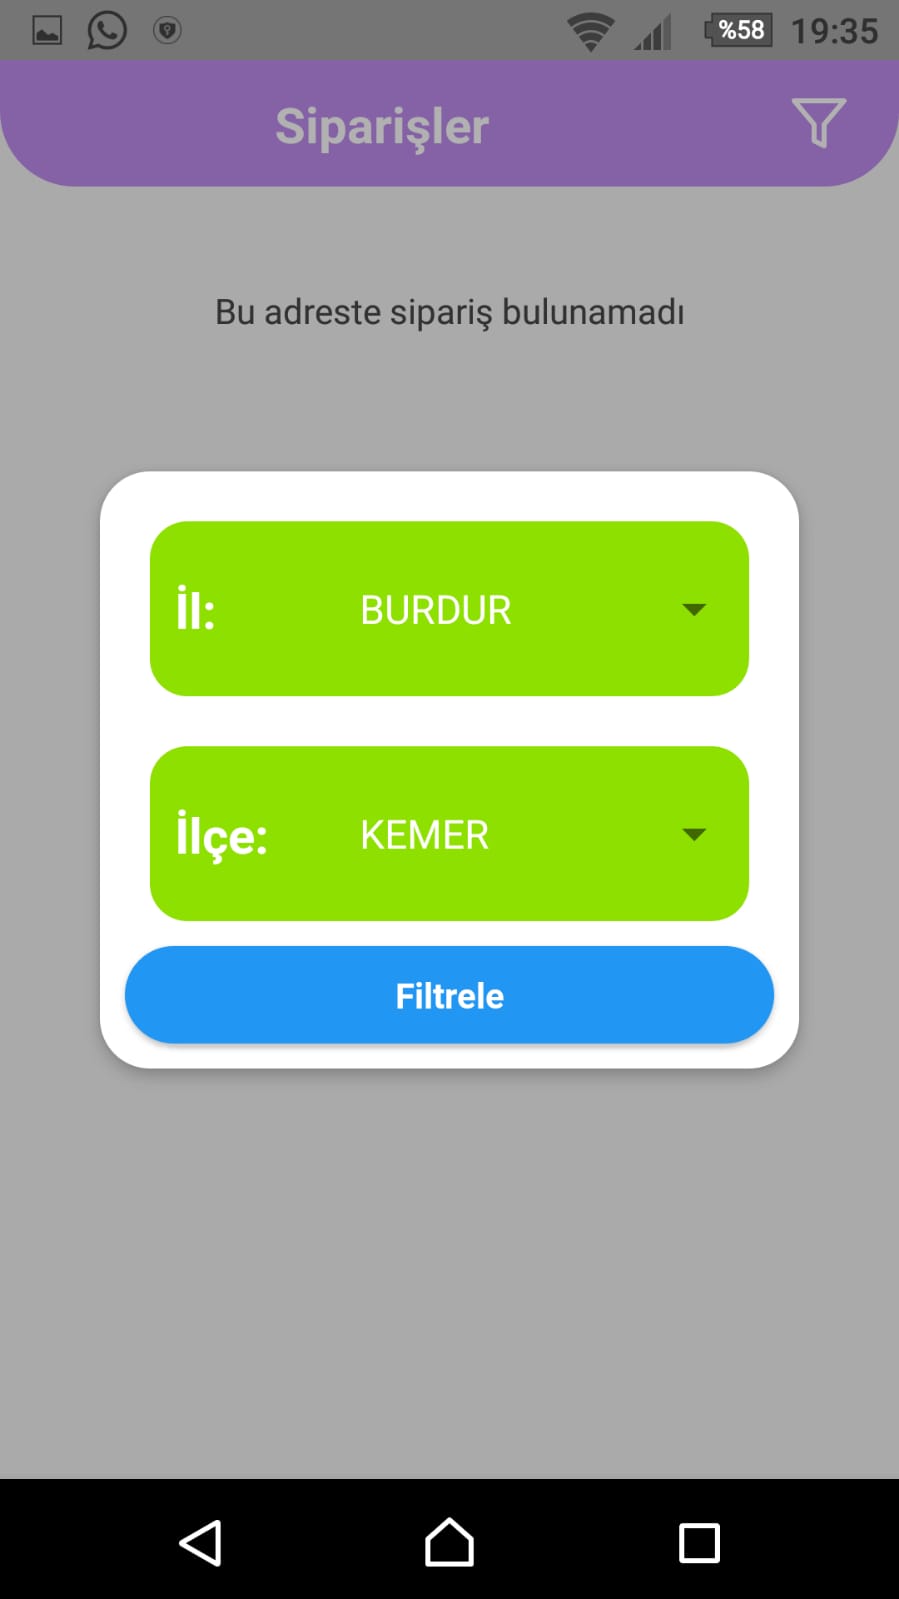 %58 19:35
Siparişler
Bu adreste sipariş bulunamadı
İl: BURDUR
İlçe: KEMER
Filtrele